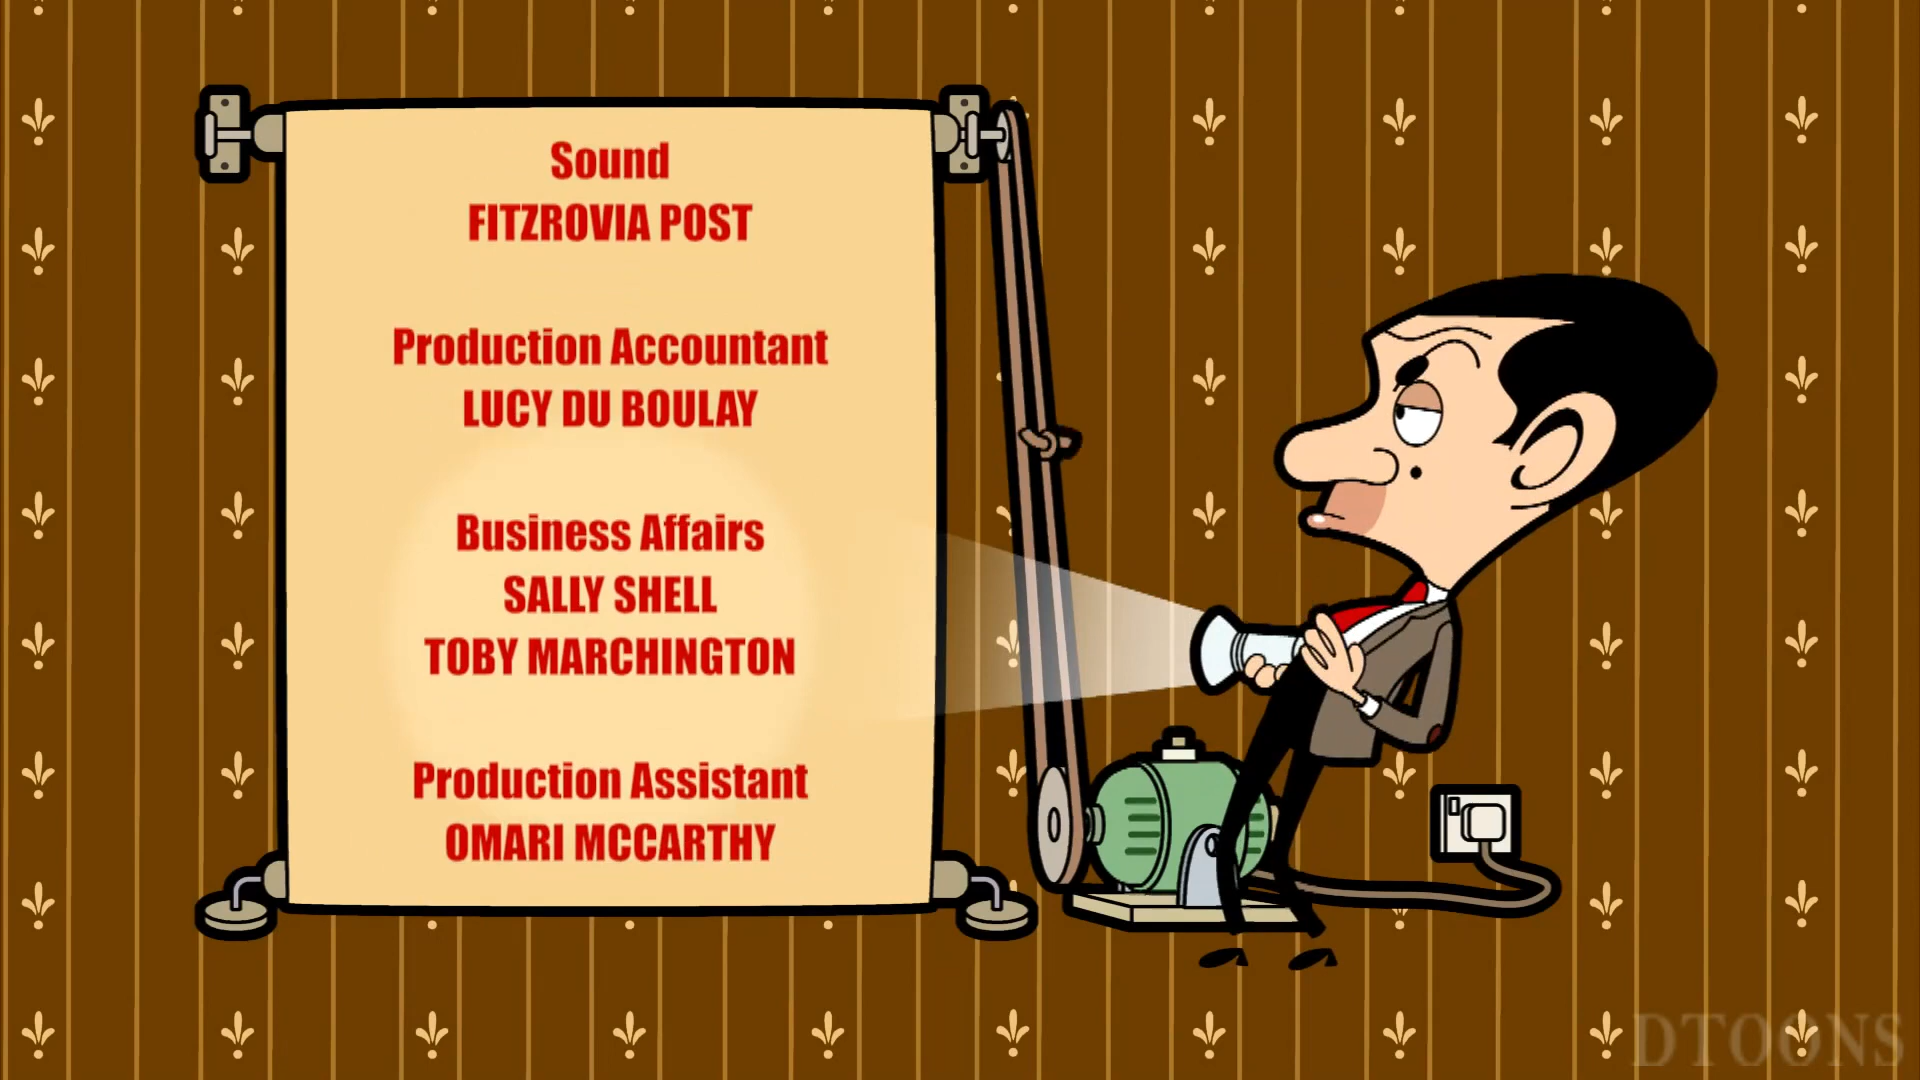 Sound
FITZROVIA POST
Production Accountant
LUCY DU BOULAY
Business Affairs
SALLY SHELL
TOBY MARCHINGTON
Production Assistant
OMARI MCCARTHY
DTOONS